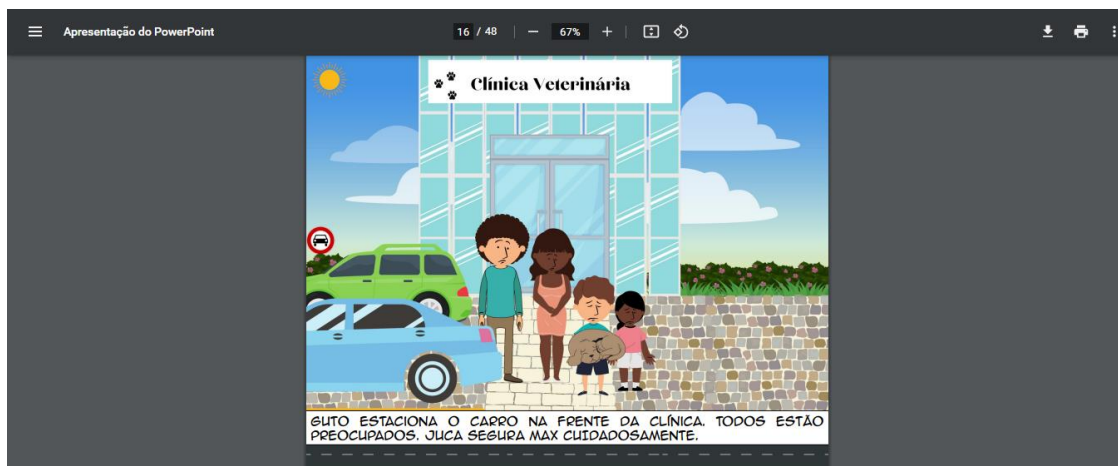 Apresentação do PowerPoint
16 / 48
67%
Clínica Veterinária
GUTO ESTACIONA O CARRO NA FRENTE DA CLÍNICA. TODOS ESTÃO
PREOCUPADOS. JUCA SEGURA MAX CUIDADOSAMENTE.